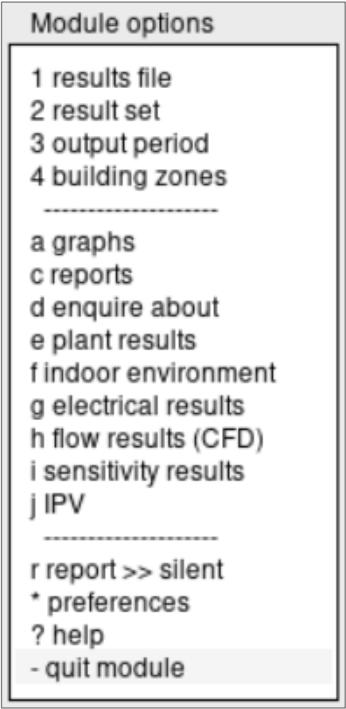 Module options
1 results file
2 result set
3 output period
4 building zones
--------------------
a graphs
c reports
d enquire about
e plant results
f indoor environment
g electrical results
h flow results (CFD)
i sensitivity results
j IPV
--------------------
r report >> silent
* preferences
? help
- quit module